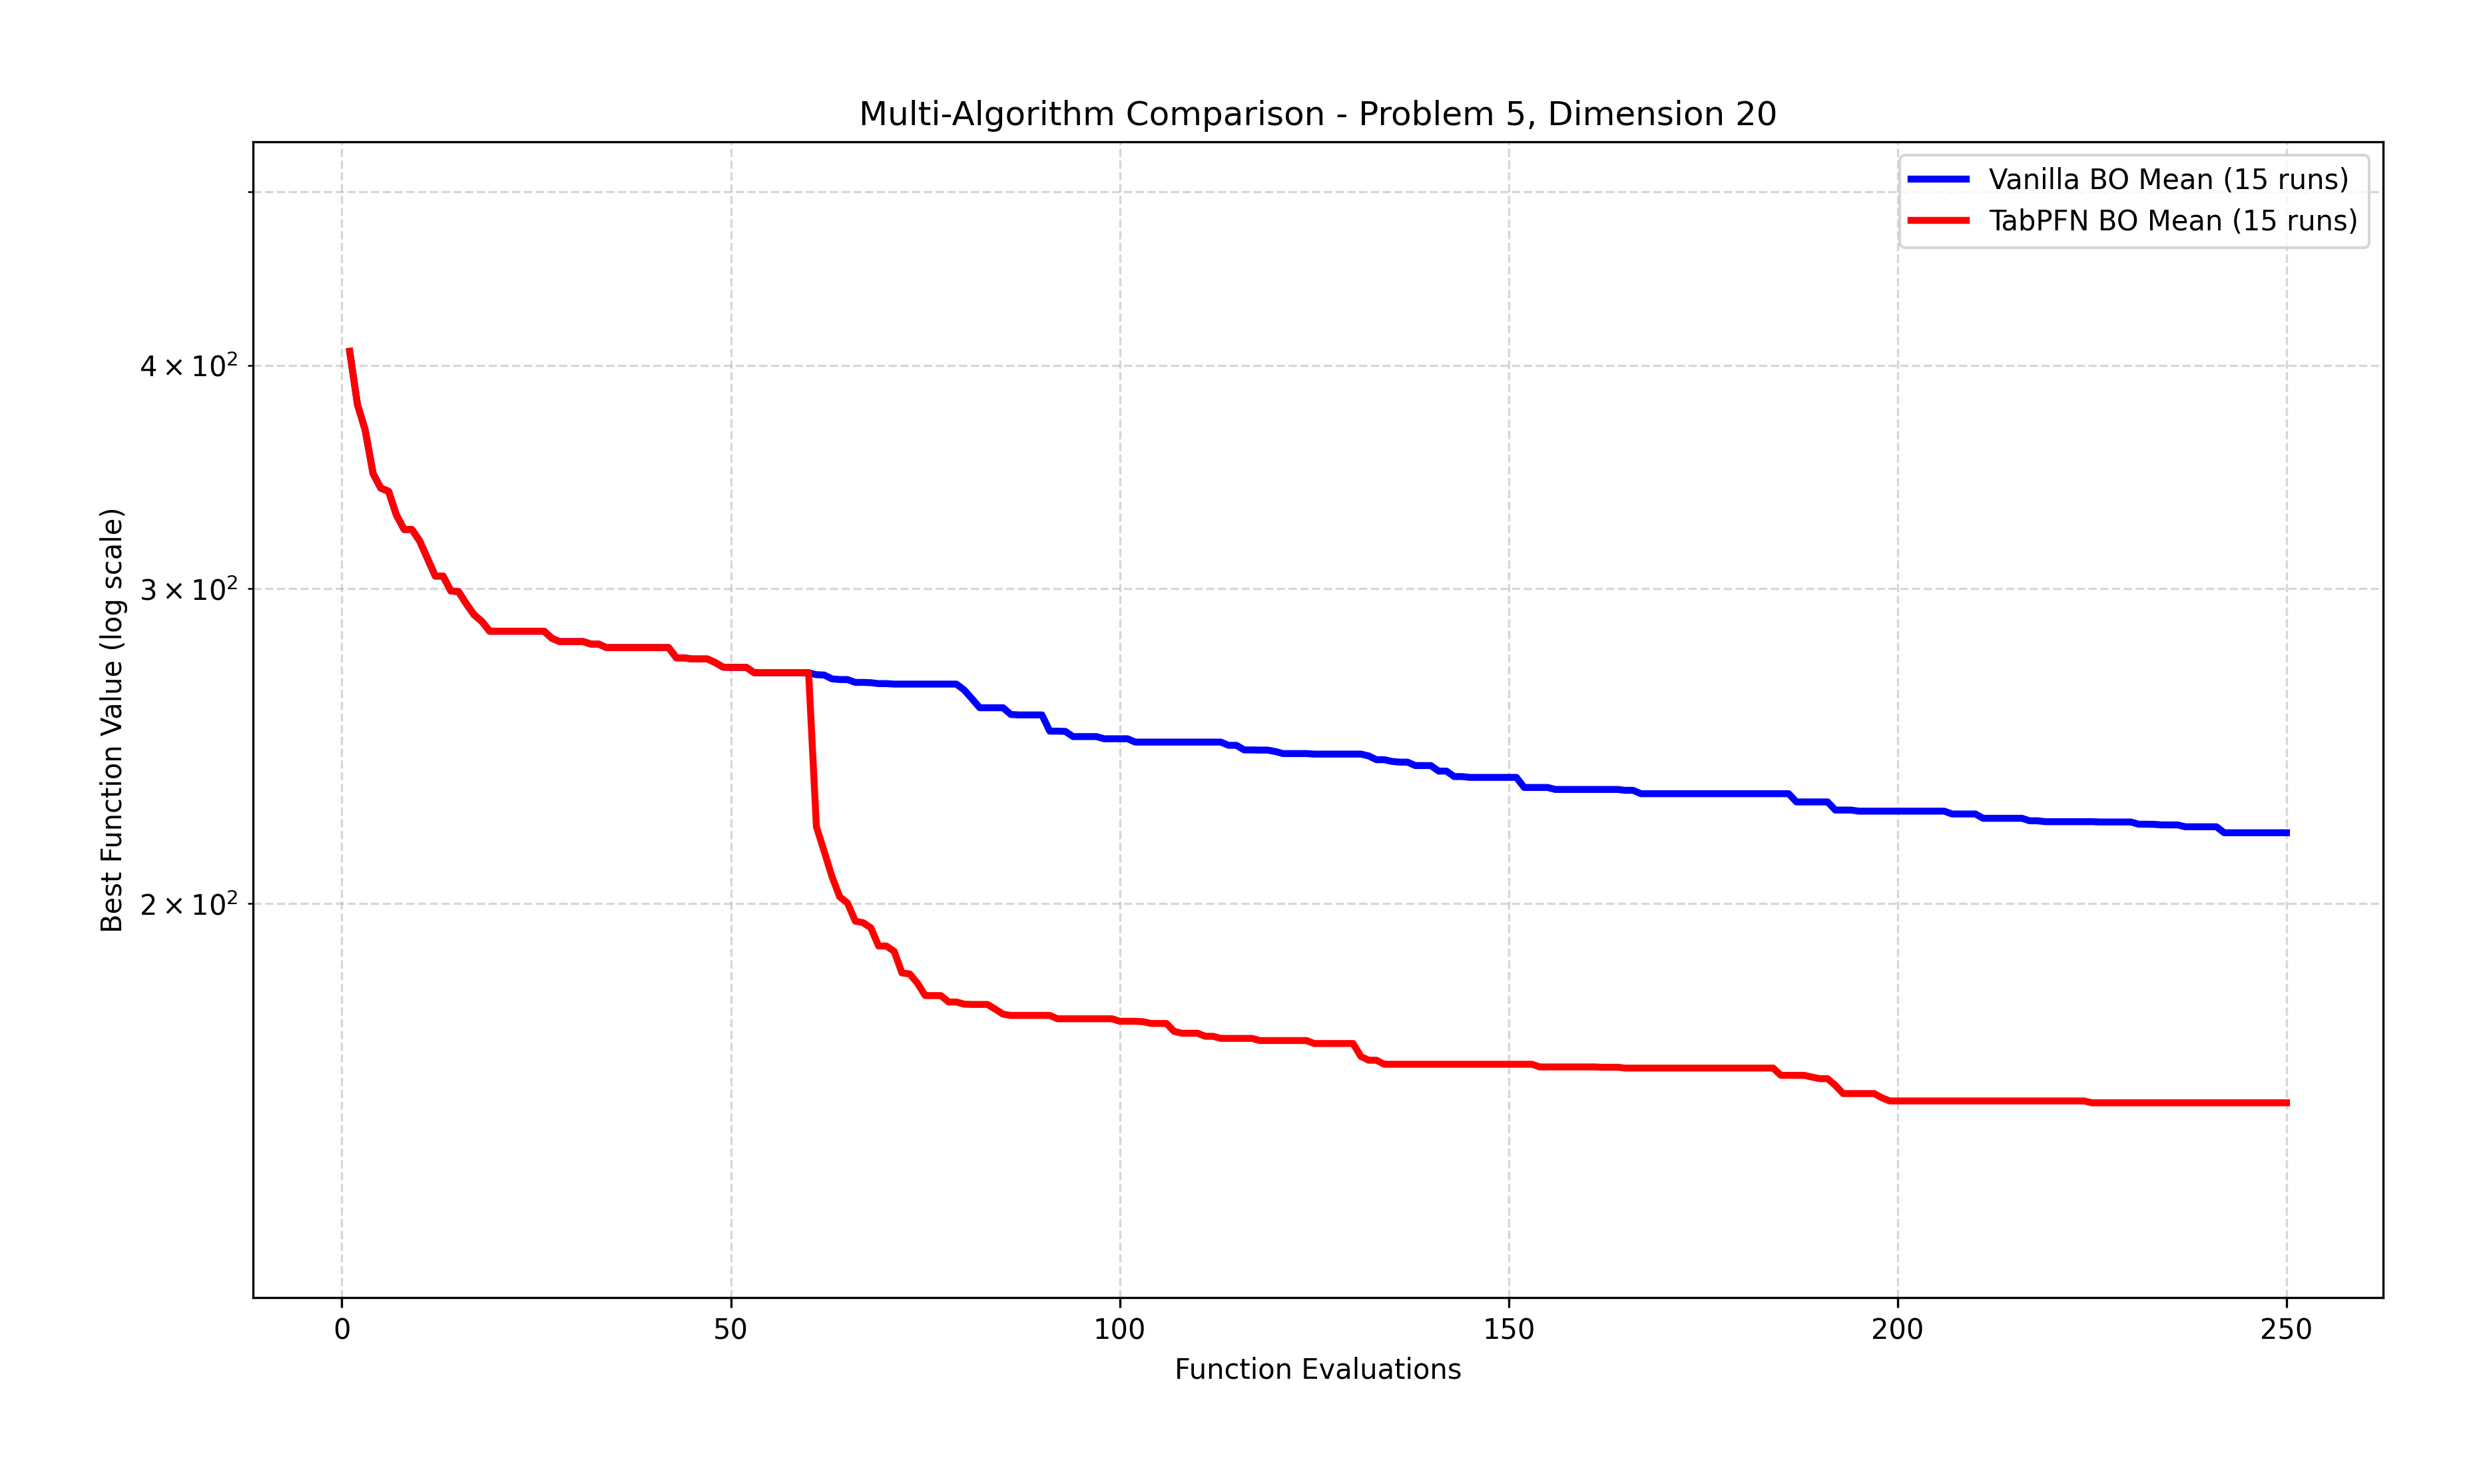 Multi-Algorithm Comparison - Problem 5, Dimension 20
Vanilla BO Mean (15 runs)
TabPFN BO Mean (15 runs)
Best Function Value (log scale)
4 × 10²
3 × 10²
2 × 10²
0 50 100 150 200 250
Function Evaluations